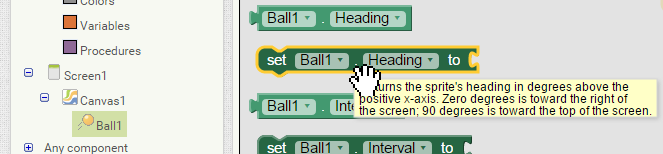 Colors
Variables
Procedures
Screen1
Canvas1
Ball1
Any component
Ball1 . Heading
set Ball1 . Heading to
Ball1 .
set Ball1 . Interval to
urns the sprite's heading in degrees above the
positive x-axis. Zero degrees is toward the right of
the screen; 90 degrees is toward the top of the screen.